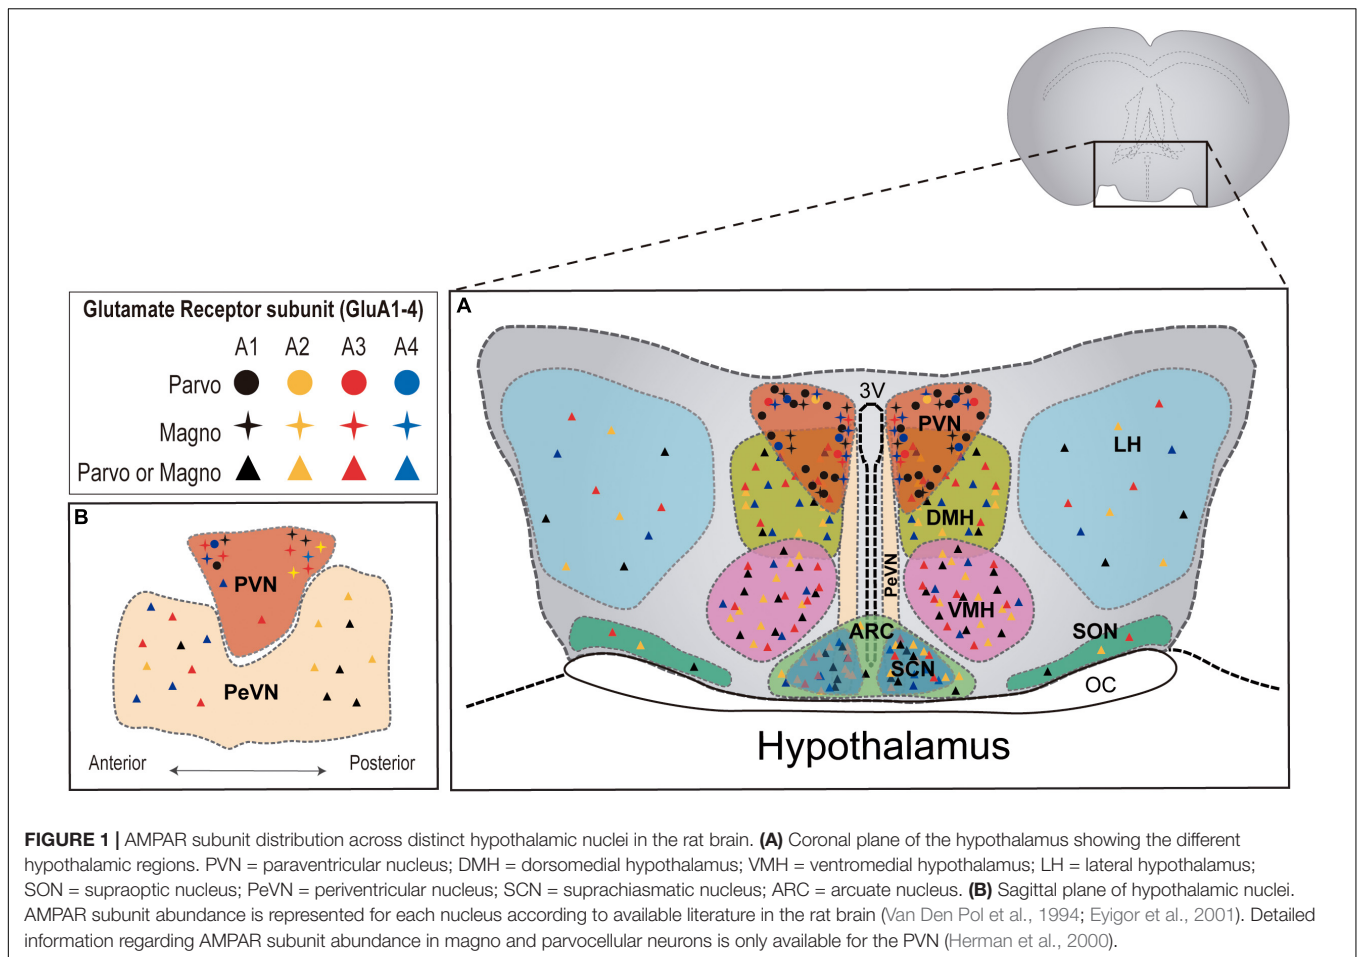 A
Glutamate Receptor subunit (GluA1-4)
A1 A2 A3 A4
Parvo
Magno
Parvo or Magno
3V
PVN
LH
DMH
PeVN
VMH
ARC
SON
SCN
OC
Hypothalamus
B
PVN
PeVN
Anterior Posterior
FIGURE 1 | AMPAR subunit distribution across distinct hypothalamic nuclei in the rat brain. (A) Coronal plane of the hypothalamus showing the different
hypothalamic regions. PVN = paraventricular nucleus; DMH = dorsomedial hypothalamus; VMH = ventromedial hypothalamus; LH = lateral hypothalamus;
SON = supraoptic nucleus; PeVN = periventricular nucleus; SCN = suprachiasmatic nucleus; ARC = arcuate nucleus. (B) Sagittal plane of hypothalamic nuclei.
AMPAR subunit abundance is represented for each nucleus according to available literature in the rat brain (Van Den Pol et al., 1994; Eyigor et al., 2001). Detailed
information regarding AMPAR subunit abundance in magno and parvocellular neurons is only available for the PVN (Herman et al., 2000).